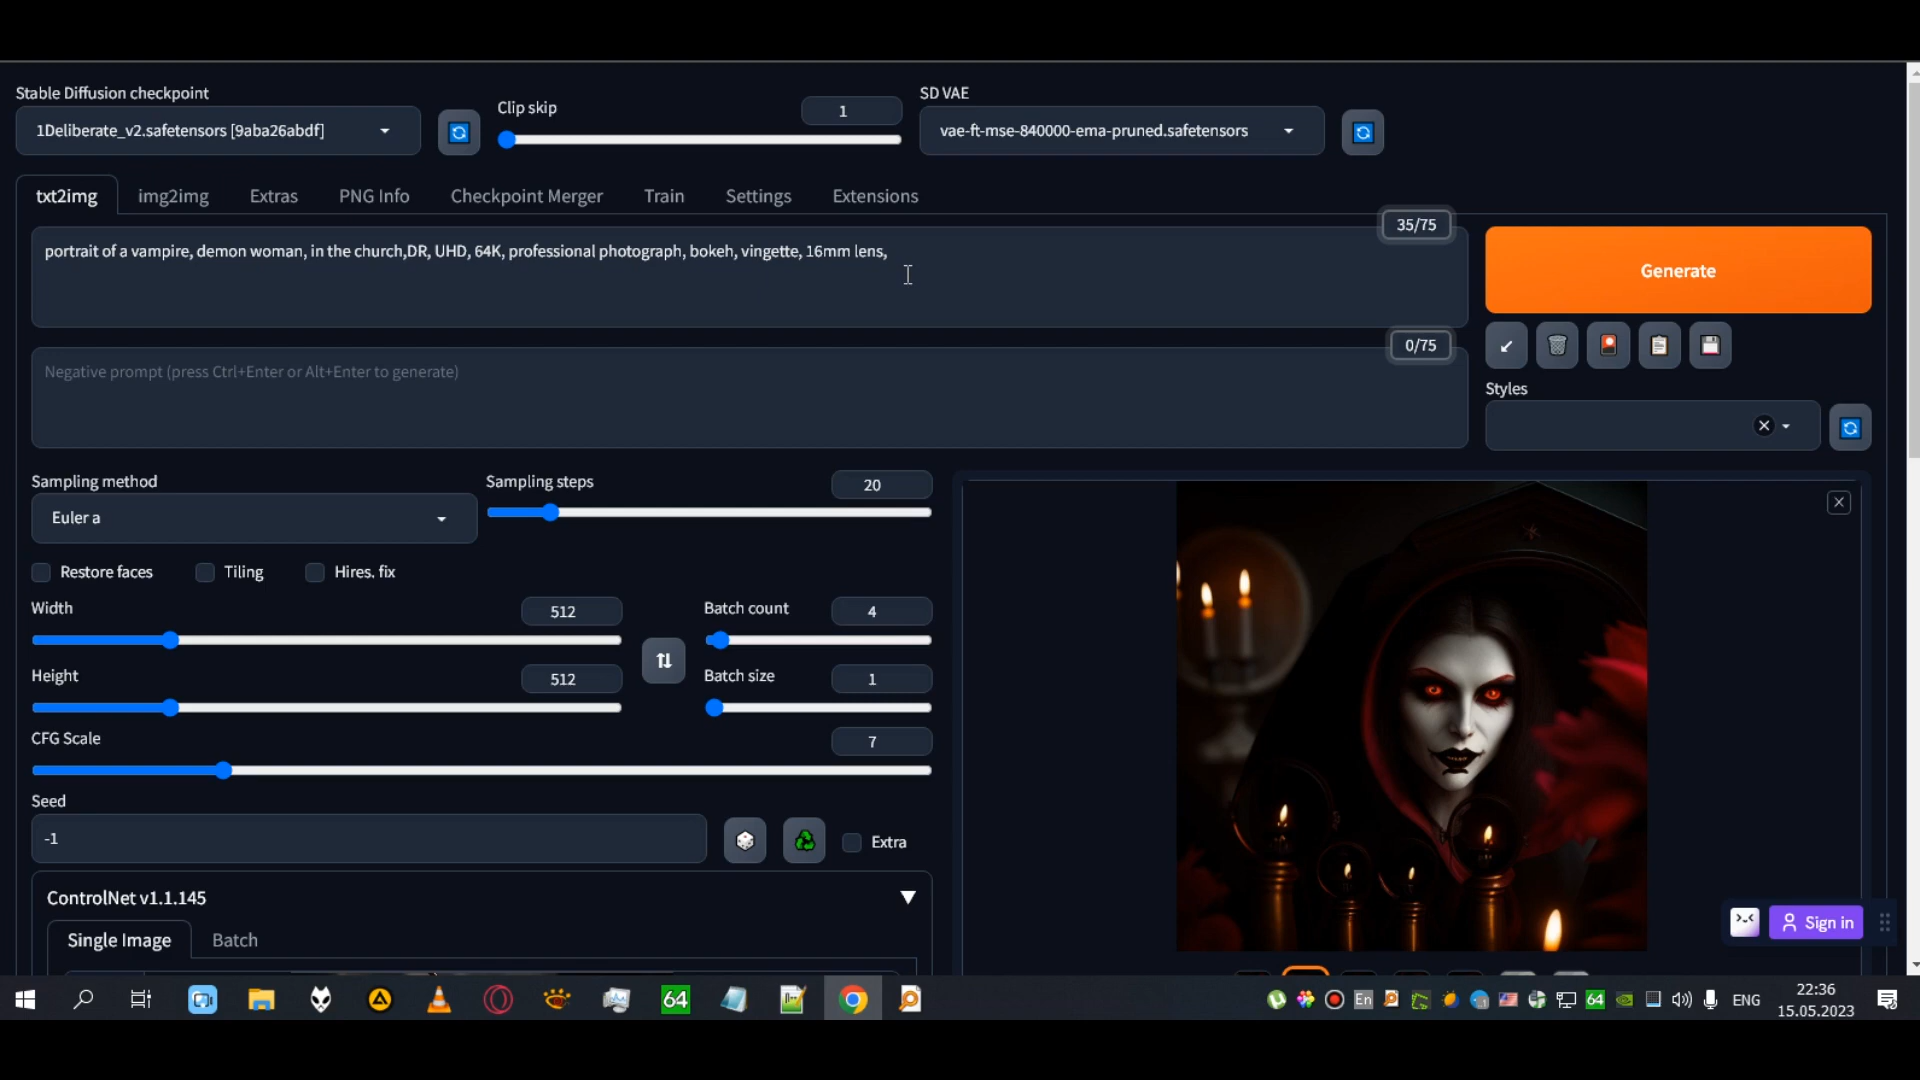 Stable Diffusion checkpoint
1Deliberate_v2.safetensors [9aba26abdf]
Clip skip
1
SD VAE
vae-ft-mse-840000-ema-pruned.safetensors
txt2img
img2img
Extras
PNG Info
Checkpoint Merger
Train
Settings
Extensions
35/75
portrait of a vampire, demon woman, in the church,DR, UHD, 64K, professional photograph, bokeh, vingette, 16mm lens,
Generate
0/75
Negative prompt (press Ctrl+Enter or Alt+Enter to generate)
Styles
Sampling method
Euler a
Sampling steps
20
Restore faces
Tiling
Hires. fix
Width
512
Batch count
4
Height
512
Batch size
1
CFG Scale
7
Seed
-1
Extra
ControlNet v1.1.145
Single Image
Batch
Sign in
64
En
64
ENG
22:36
15.05.2023